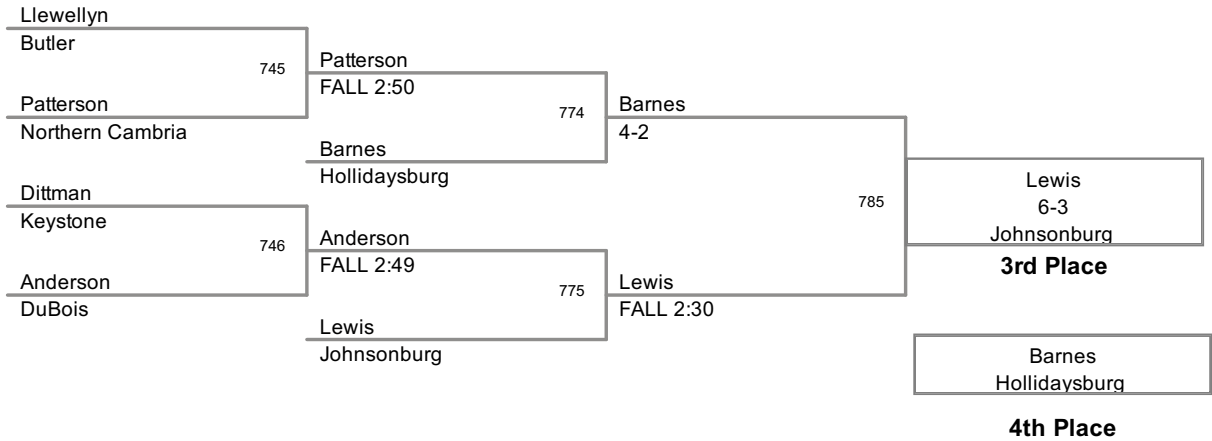 Llewellyn
Butler
745
Patterson
FALL 2:50
Patterson
Northern Cambria
774
Barnes
4-2
Barnes
Hollidaysburg
Dittman
Keystone
746
Anderson
FALL 2:49
Anderson
DuBois
775
Lewis
FALL 2:30
Lewis
Johnsonburg
785
Lewis
6-3
Johnsonburg
3rd Place
Barnes
Hollidaysburg
4th Place